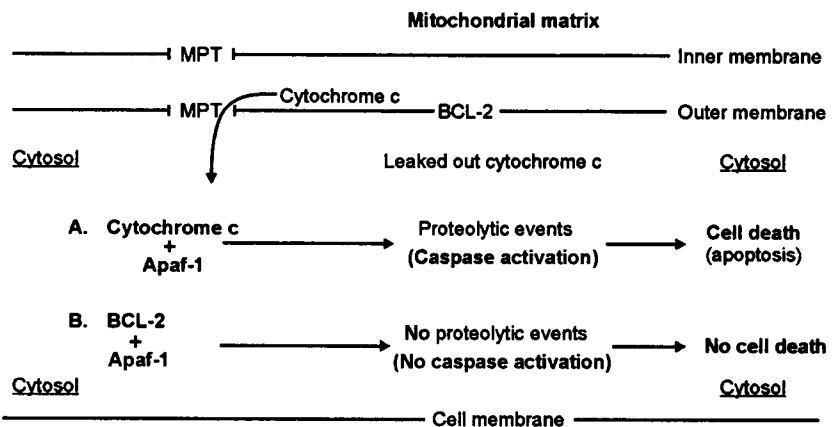 Mitochondrial matrix
MPT Inner membrane
Cytochrome c
MPT BCL-2 Outer membrane
Cytosol Leaked out cytochrome c Cytosol
A. Cytochrome c + Apaf-1
Proteolytic events
(Caspase activation)
Cell death
(apoptosis)
B. BCL-2 + Apaf-1
No proteolytic events
(No caspase activation)
No cell death
Cytosol Cytosol
Cell membrane